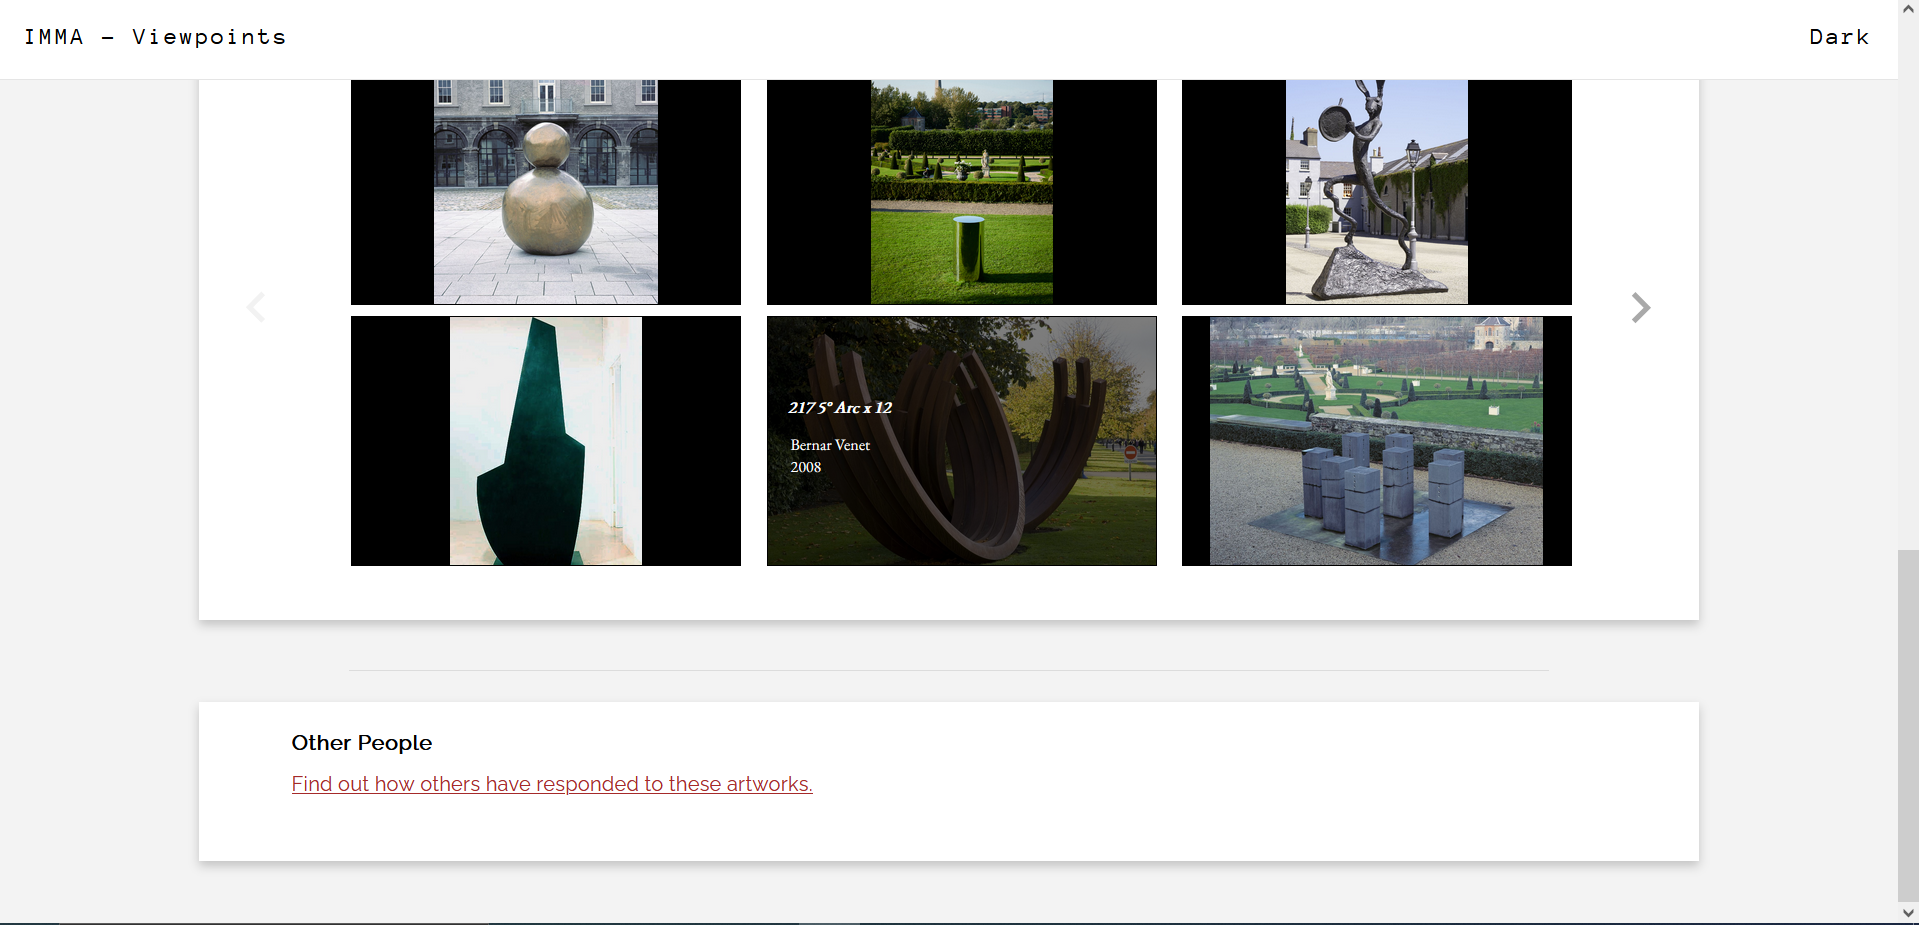 IMMA - Viewpoints
Dark
217 5° Arc x 12
Bernar Venet
2008
Other People
Find out how others have responded to these artworks.